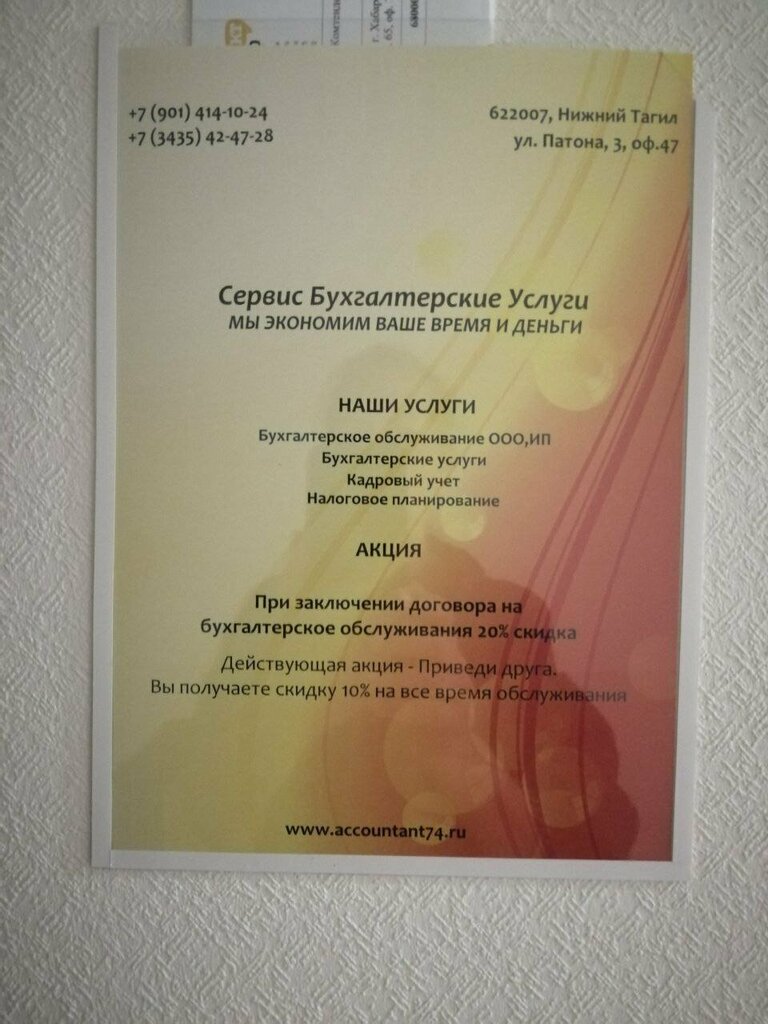 г. Хабар
65, оф.
+7 (901) 414-10-24
+7 (3435) 42-47-28
622007, Нижний Тагил
ул. Патона, 3, оф.47
Сервис Бухгалтерские Услуги
МЫ ЭКОНОМИМ ВАШЕ ВРЕМЯ И ДЕНЬГИ
НАШИ УСЛУГИ
Бухгалтерское обслуживание ООО,ИП
Бухгалтерские услуги
Кадровый учет
Налоговое планирование
АКЦИЯ
При заключении договора на
бухгалтерское обслуживания 20% скидка
Действующая акция - Приведи друга.
Вы получаете скидку 10% на все время обслуживания
www.accountant74.ru